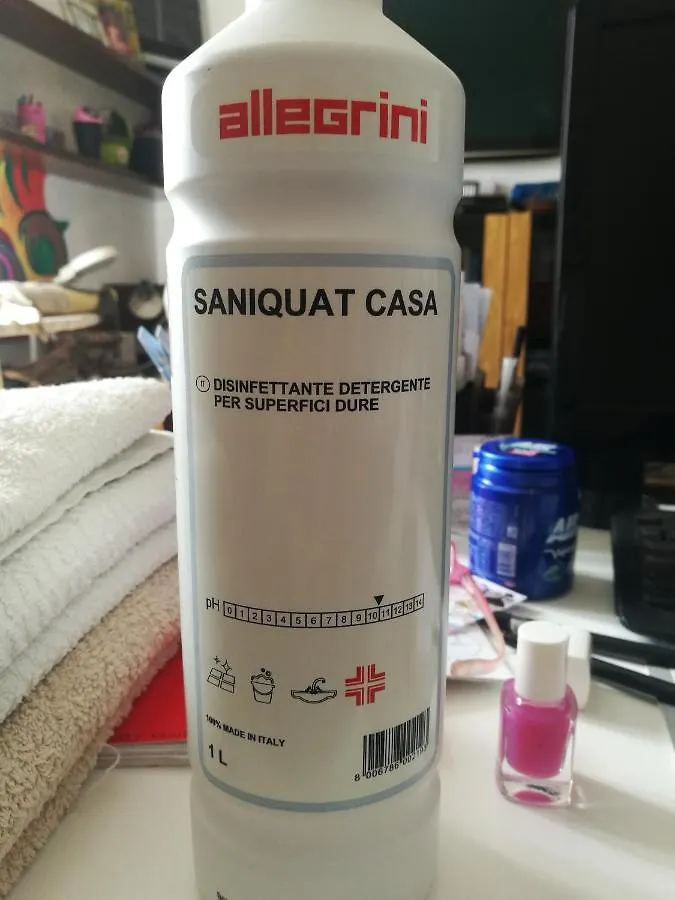 allegrini
SANIQUAT CASA
IT DISINFETTANTE DETERGENTE
PER SUPERFICI DURE
pH 0 1 2 3 4 5 6 7 8 9 10 11 12 13 14
100% MADE IN ITALY
1 L